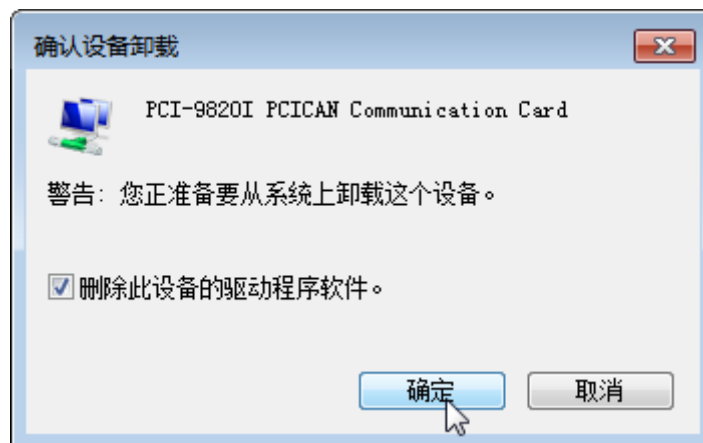 确认设备卸载
PCI-9820I PCICAN Communication Card
警告：您正准备要从系统上卸载这个设备。
删除此设备的驱动程序软件。
确定
取消